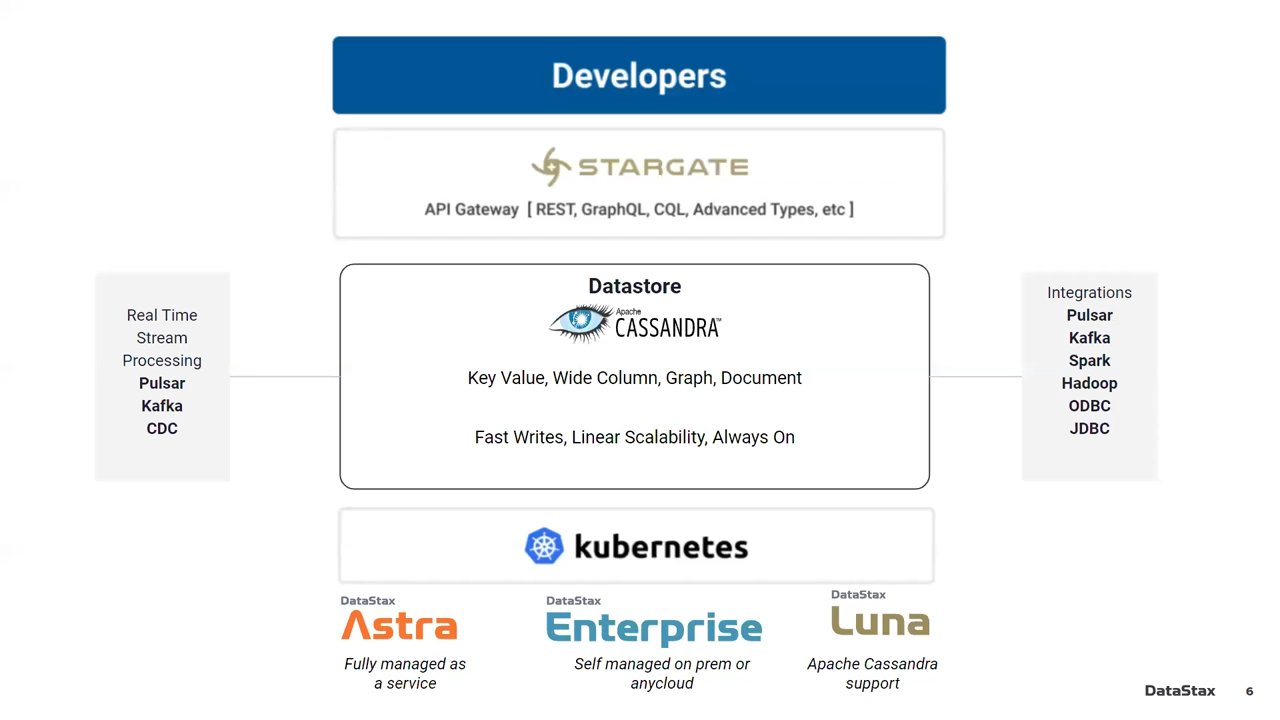 Developers
STARGATE
API Gateway [ REST, GraphQL, CQL, Advanced Types, etc ]
Real Time
Stream
Processing
Pulsar
Kafka
CDC
Datastore
Apache
CASSANDRA™
Key Value, Wide Column, Graph, Document
Fast Writes, Linear Scalability, Always On
Integrations
Pulsar
Kafka
Spark
Hadoop
ODBC
JDBC
kubernetes
DataStax
Astra
Fully managed as
a service
DataStax
Enterprise
Self managed on prem or
anycloud
DataStax
Luna
Apache Cassandra
support
DataStax 6